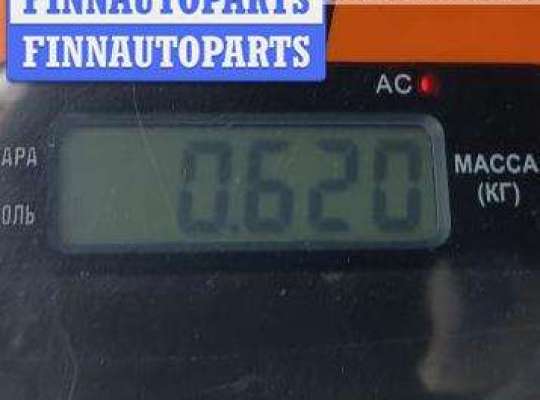 FINNAUTOPARTS
FINNAUTOPARTS
AC
АРА
0.620
МАССА
(КГ)
ОЛЬ